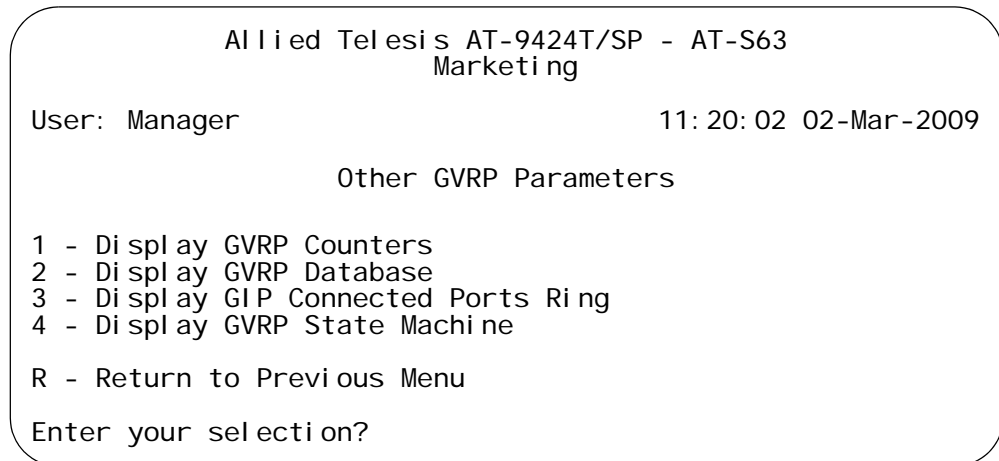 Allied Telesis AT-9424T/SP - AT-S63
Marketing
User: Manager 11:20:02 02-Mar-2009
Other GVRP Parameters
1 - Display GVRP Counters
2 - Display GVRP Database
3 - Display GIP Connected Ports Ring
4 - Display GVRP State Machine
R - Return to Previous Menu
Enter your selection?